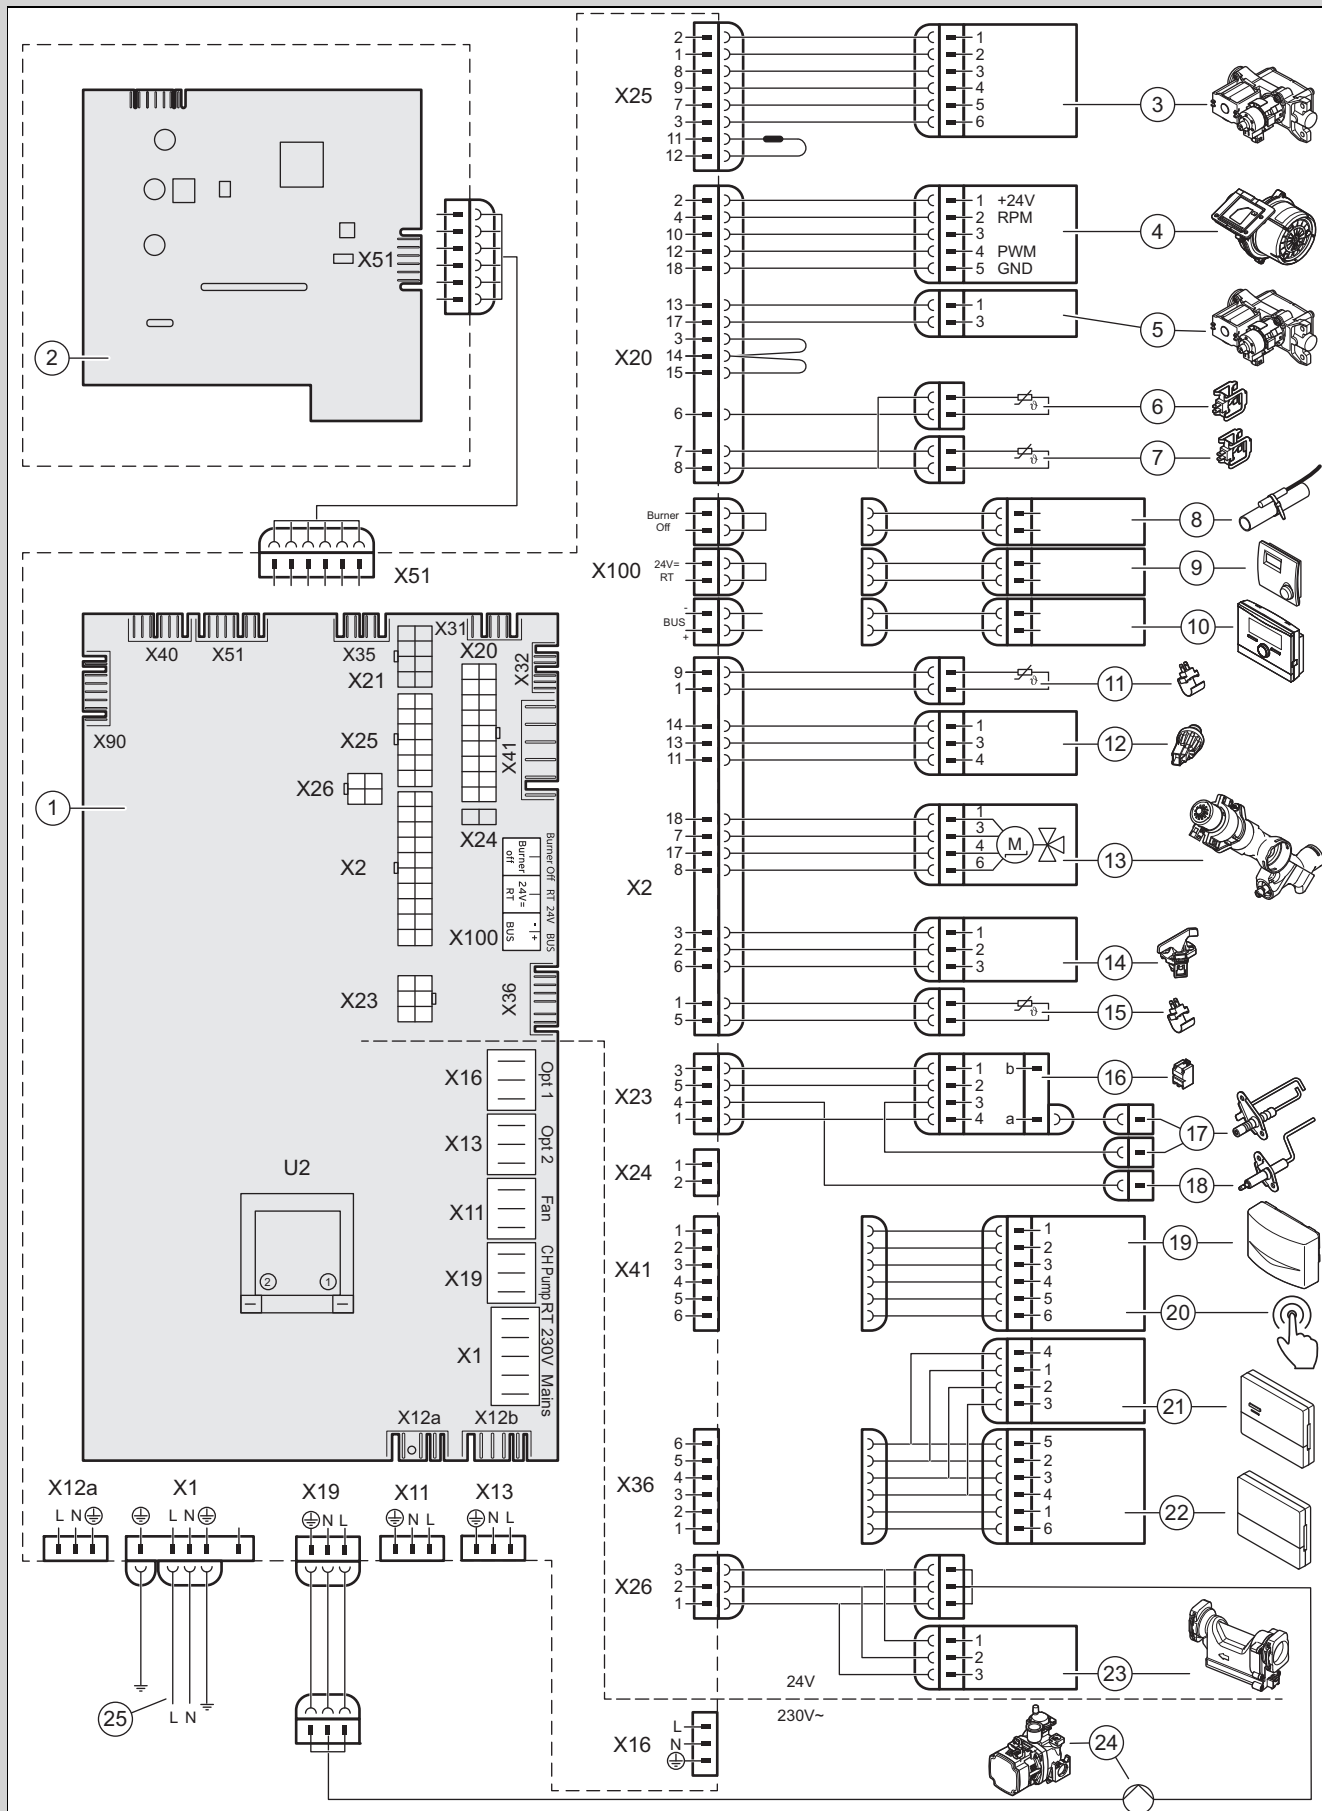 X25
2 1
1 2
8 3
9 4
7 5
3 6
11
12
3
X20
2 1 +24V
4 2 RPM
10 3
12 4 PWM
18 5 GND
4
13 1
17 3
5
3
14
15
6
ϑ
6
7
8
ϑ
7
X100
Burner
Off
8
24V=
RT
9
-
BUS
+
10
X2
9
1
ϑ
11
14 1
13 3
11 4
12
18 1
7 3
17 4
8 6
M
13
3 1
2 2
6 3
14
1
5
ϑ
15
X23
3 1 b
5 2
4 3
1 4 a
16
17
18
X24
1
2
X41
1 1
2 2
3 3
4 4
5 5
6 6
19
20
4
1
2
3
21
X36
6 5
5 2
4 3
3 4
2 1
1 6
22
X26
3
2
1
1
2
3
23
24V
230V~
X16
L
N
24
X51
2
X51
1
X40
X51
X35
X31
X20
X32
X21
X90
X25
X41
X26
X24
X2
Burner
off
24V=
RT
BUS
- +
Burner Off RT 24V BUS
X100
X23
X36
X16
Opt 1
X13
Opt 2
X11
Fan
X19
CH Pump
X1
RT 230V Mains
U2
2 1
X12a
X12b
X12a
L N
X1
L N
X19
N L
X11
N L
X13
N L
25
L N